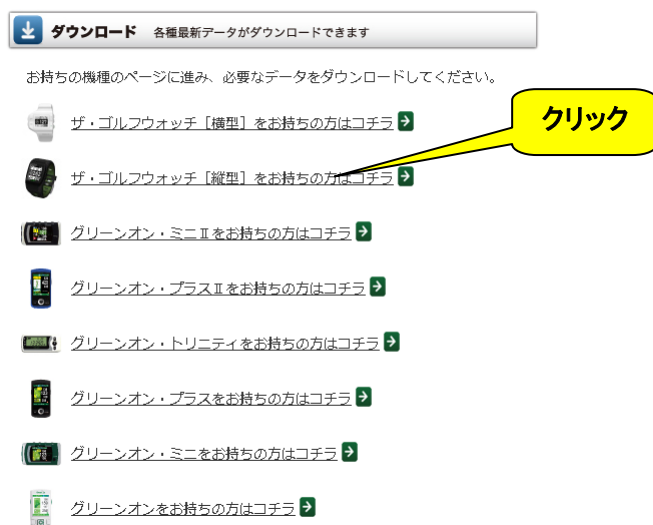 ダウンロード 各種最新データがダウンロードできます
お持ちの機種のページに進み、必要なデータをダウンロードしてください。
クリック
ザ・ゴルフウォッチ［横型］をお持ちの方はコチラ
ザ・ゴルフウォッチ［縦型］をお持ちの方はコチラ
グリーンオン・ミニⅡをお持ちの方はコチラ
グリーンオン・プラスⅡをお持ちの方はコチラ
グリーンオン・トリニティをお持ちの方はコチラ
グリーンオン・プラスをお持ちの方はコチラ
グリーンオン・ミニをお持ちの方はコチラ
グリーンオンをお持ちの方はコチラ